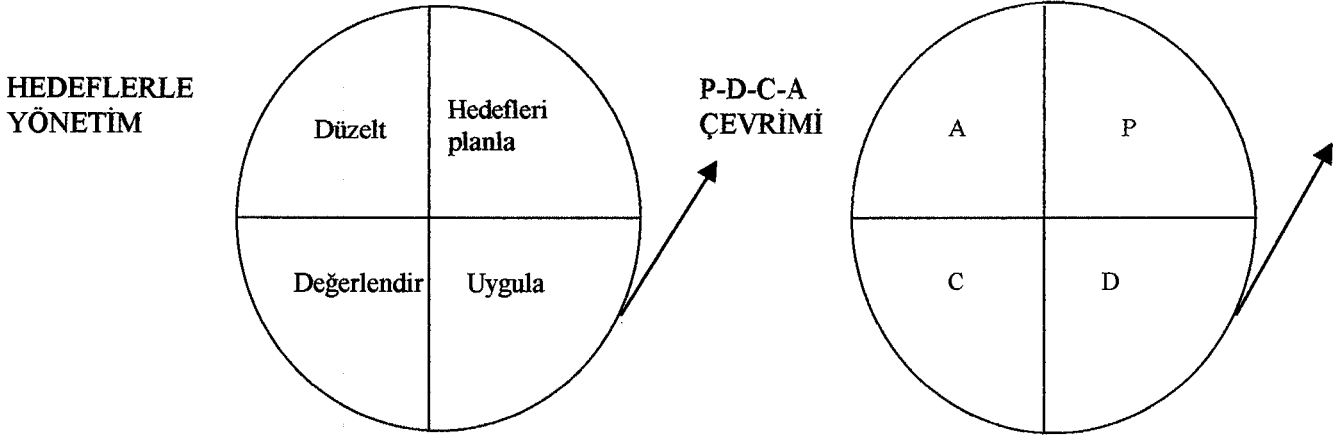 HEDEFLERLE
YÖNETİM
Düzelt
Hedefleri
planla
Değerlendir
Uygula
P-D-C-A
ÇEVRİMİ
A
P
C
D